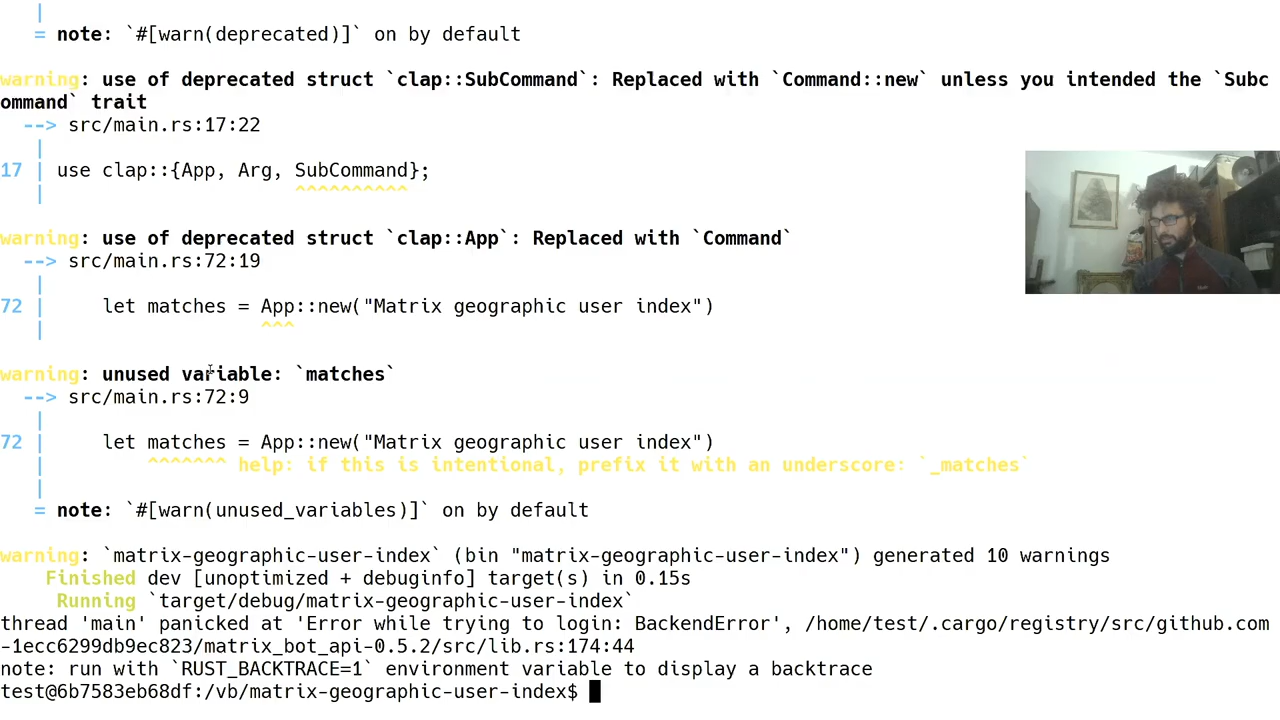 |
= note: `#[warn(deprecated)]` on by default
warning: use of deprecated struct `clap::SubCommand`: Replaced with `Command::new` unless you intended the `Subc
ommand` trait
--> src/main.rs:17:22
|
17 | use clap::{App, Arg, SubCommand};
| ^^^^^^^^^^
warning: use of deprecated struct `clap::App`: Replaced with `Command`
--> src/main.rs:72:19
|
72 | let matches = App::new("Matrix geographic user index")
| ^^^
warning: unused variable: `matches`
--> src/main.rs:72:9
|
72 | let matches = App::new("Matrix geographic user index")
| ^^^^^^^ help: if this is intentional, prefix it with an underscore: `_matches`
|
= note: `#[warn(unused_variables)]` on by default
warning: `matrix-geographic-user-index` (bin "matrix-geographic-user-index") generated 10 warnings
Finished dev [unoptimized + debuginfo] target(s) in 0.15s
Running `target/debug/matrix-geographic-user-index`
thread 'main' panicked at 'Error while trying to login: BackendError', /home/test/.cargo/registry/src/github.com
-1ecc6299db9ec823/matrix_bot_api-0.5.2/src/lib.rs:174:44
note: run with `RUST_BACKTRACE=1` environment variable to display a backtrace
test@6b7583eb68df:/vb/matrix-geographic-user-index$